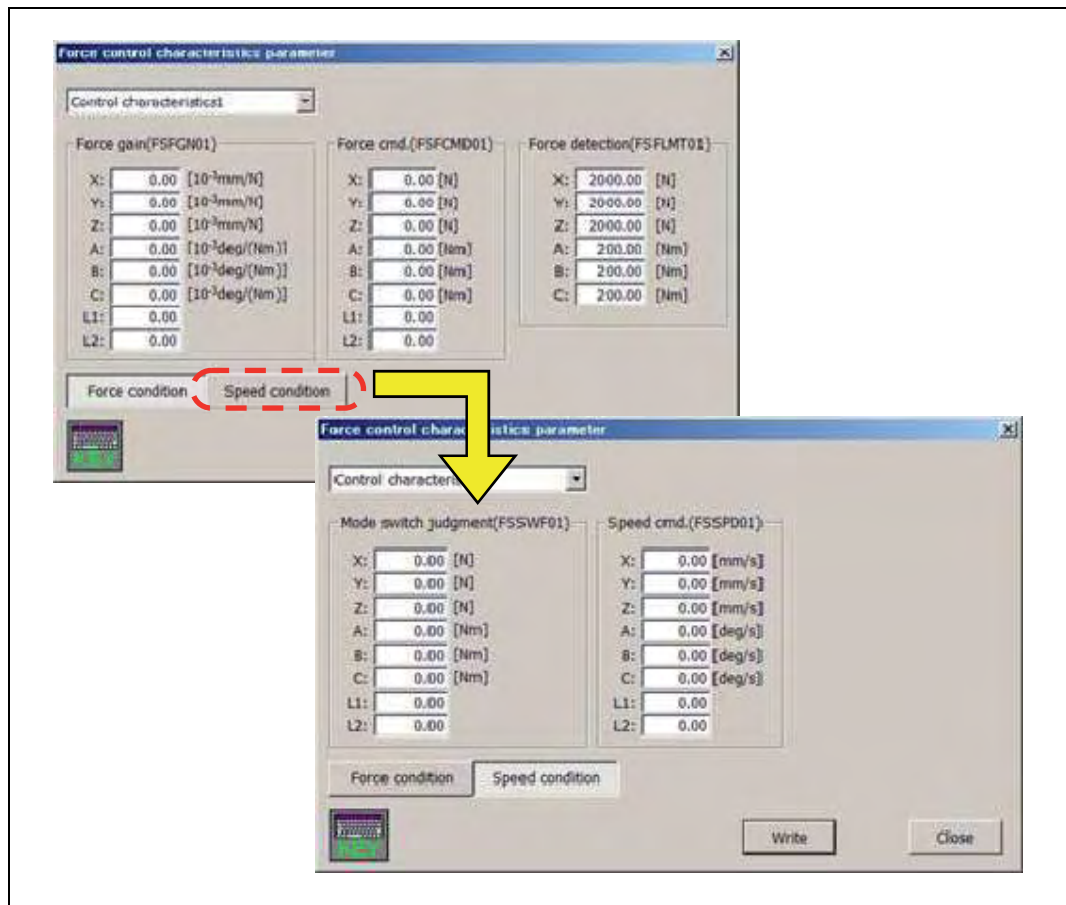 Force control characteristics parameter
Control characteristics1
Force gain(FSFGN01)
X: 0.00 [10-3mm/N]
Y: 0.00 [10-3mm/N]
Z: 0.00 [10-3mm/N]
A: 0.00 [10-3deg/(Nm)]
B: 0.00 [10-3deg/(Nm)]
C: 0.00 [10-3deg/(Nm)]
L1: 0.00
L2: 0.00
Force cmd.(FSFCMD01)
X: 0.00 [N]
Y: 0.00 [N]
Z: 0.00 [N]
A: 0.00 [Nm]
B: 0.00 [Nm]
C: 0.00 [Nm]
L1: 0.00
L2: 0.00
Force detection(FSFLMT01)
X: 2000.00 [N]
Y: 2000.00 [N]
Z: 2000.00 [N]
A: 200.00 [Nm]
B: 200.00 [Nm]
C: 200.00 [Nm]
Force condition Speed condition
Force control charac istics parameter
Control characteri
Mode switch judgment(FSSWF01)
X: 0.00 [N]
Y: 0.00 [N]
Z: 0.00 [N]
A: 0.00 [Nm]
B: 0.00 [Nm]
C: 0.00 [Nm]
L1: 0.00
L2: 0.00
Speed cmd.(FSSPD01)
X: 0.00 [mm/s]
Y: 0.00 [mm/s]
Z: 0.00 [mm/s]
A: 0.00 [deg/s]
B: 0.00 [deg/s]
C: 0.00 [deg/s]
L1: 0.00
L2: 0.00
Force condition Speed condition
Write Close